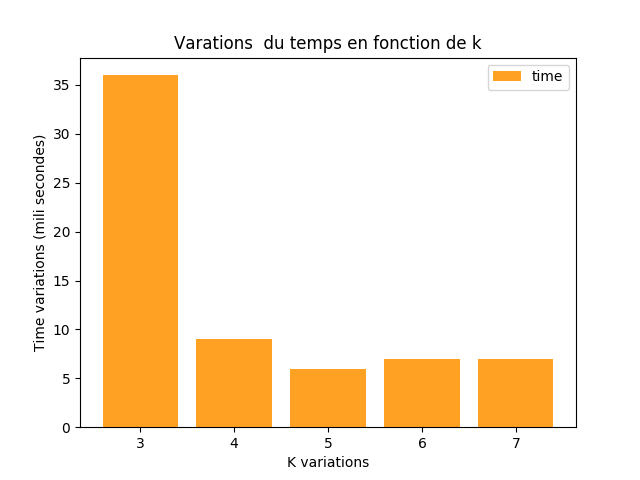 Varations  du temps en fonction de k
time
Time variations (mili secondes)
35
30
25
20
15
10
5
0
3 4 5 6 7
K variations